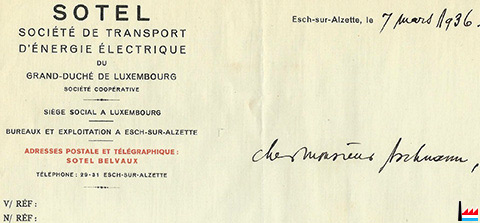 SOTEL
SOCIÉTÉ DE TRANSPORT
D'ÉNERGIE ÉLECTRIQUE
DU
GRAND-DUCHÉ DE LUXEMBOURG
SOCIÉTÉ COOPÉRATIVE
SIÈGE SOCIAL A LUXEMBOURG
BUREAUX ET EXPLOITATION A ESCH-SUR-ALZETTE
ADRESSES POSTALE ET TÉLÉGRAPHIQUE :
SOTEL BELVAUX
TÉLÉPHONE : 29-31 ESCH-SUR-ALZETTE
V/ RÉF :
N/ RÉF :
Esch-sur-Alzette, le 7 mars 1936.
cher monsieur